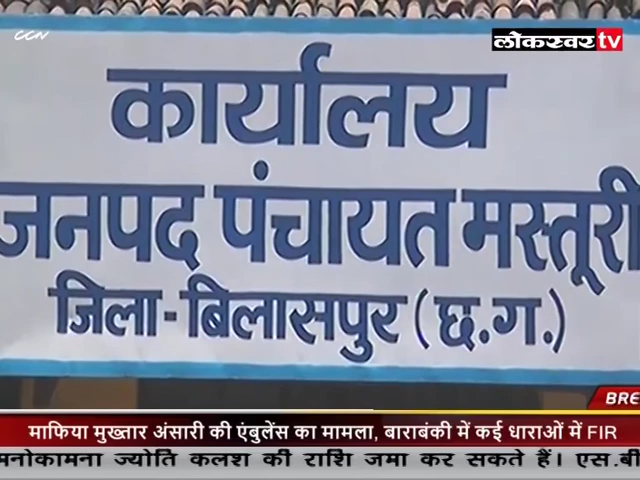 CCN
लोकस्वर tv
कार्यालय
जनपद पंचायत मस्तूरी
जिला-बिलासपुर (छ.ग.)
BRE
माफिया मुख्तार अंसारी की एंबुलेंस का मामला, बाराबंकी में कई धाराओं में FIR
मनोकामना ज्योति कलश की राशि जमा कर सकते हैं। एस.बी